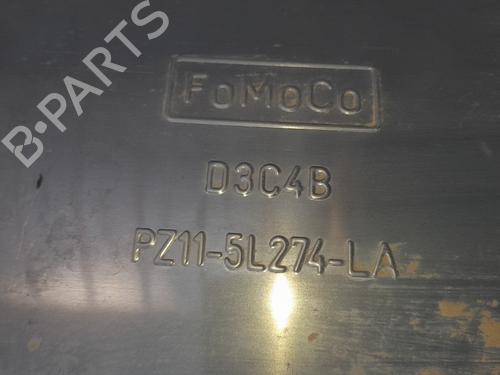 B-PARTS
FoMoCo
D3C4B
PZ11-5L274-LA